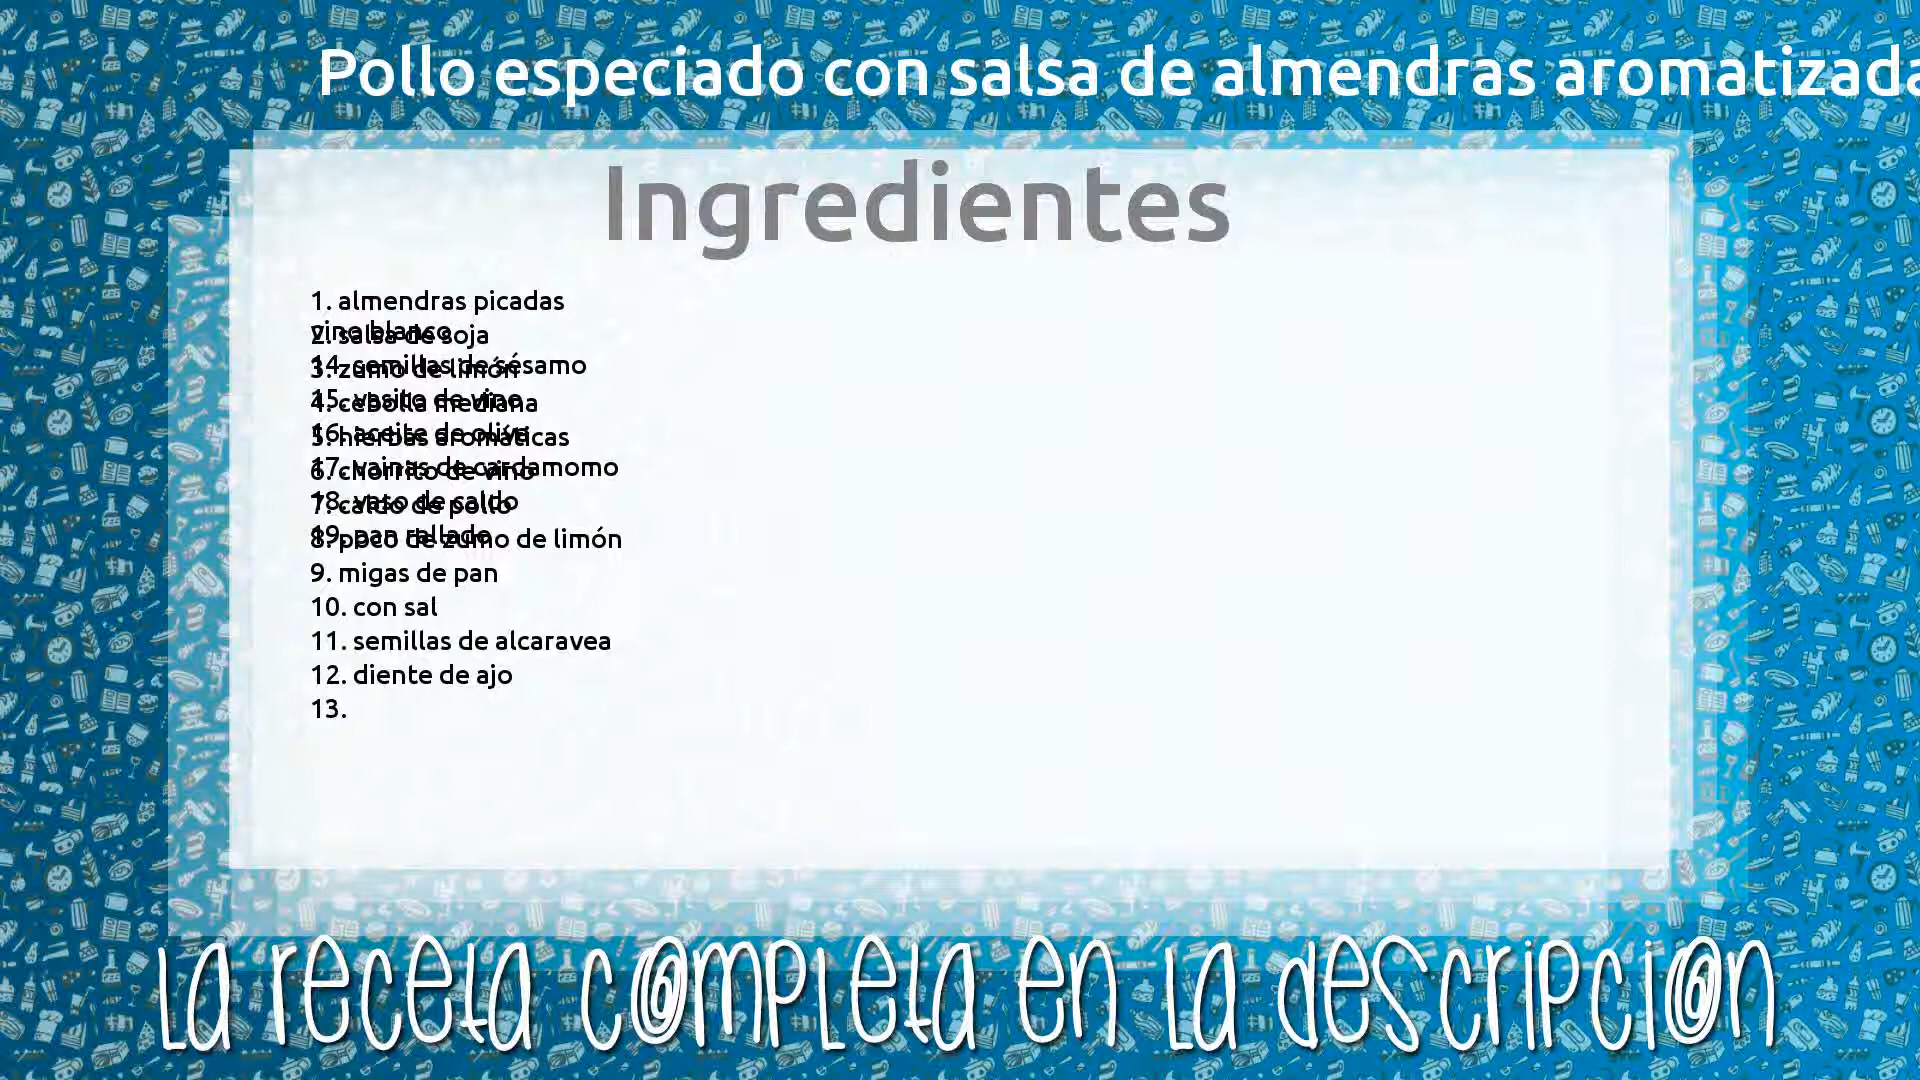 Pollo especiado con salsa de almendras aromatizada
Ingredientes
1. almendras picadas
vino blanco
2. salsa de soja
14. semillas de sésamo
3. zumo de limón
15. vasito de vino
4. cebolla mediana
16. aceite de oliva
5. hierbas aromáticas
17. vainas de cardamomo
6. chorrito de vino
18. vaso de caldo
7. caldo de pollo
19. pan rallado
8. poco de zumo de limón
9. migas de pan
10. con sal
11. semillas de alcaravea
12. diente de ajo
13.
La receta c@mpleta en la descripci@n